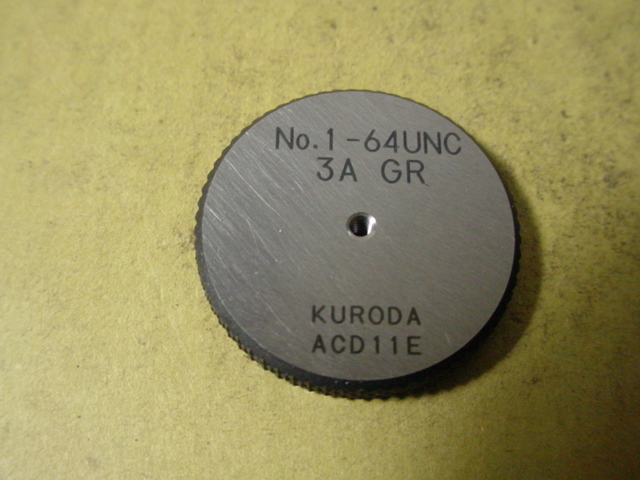 No.1-64UNC
3A GR
KURODA
ACD11E